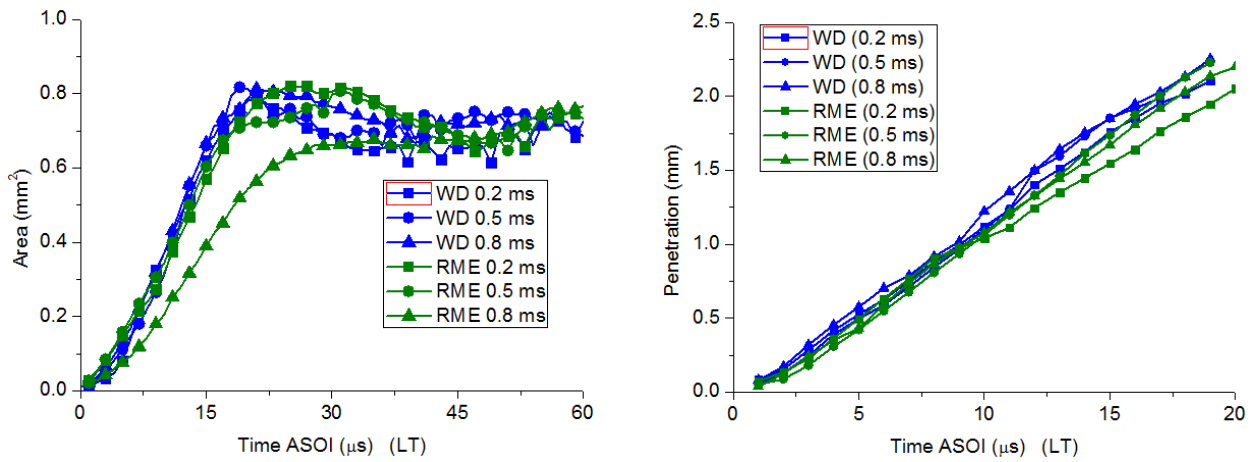 1.0
0.8
0.6
0.4
0.2
0.0
Area (mm²)
WD 0.2 ms
WD 0.5 ms
WD 0.8 ms
RME 0.2 ms
RME 0.5 ms
RME 0.8 ms
0 15 30 45 60
Time ASOI (μs) (LT)
2.5
2.0
1.5
1.0
0.5
0.0
Penetration (mm)
WD (0.2 ms)
WD (0.5 ms)
WD (0.8 ms)
RME (0.2 ms)
RME (0.5 ms)
RME (0.8 ms)
0 5 10 15 20
Time ASOI (μs) (LT)